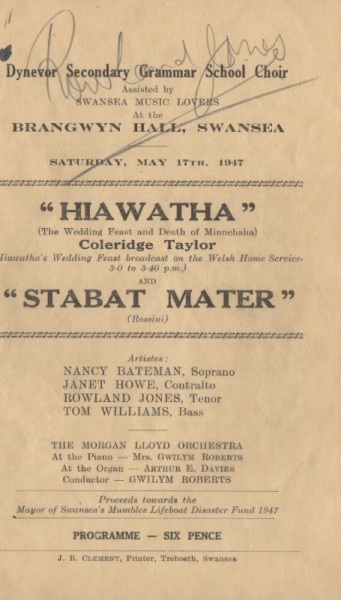 Rowland Jones
Dynevor Secondary Grammar School Choir
Assisted by
SWANSEA MUSIC LOVERS
At the
BRANGWYN HALL, SWANSEA
SATURDAY, MAY 17TH, 1947
"HIAWATHA"
(The Wedding Feast and Death of Minnehaha)
Coleridge Taylor
Hiawatha's Wedding Feast broadcast on the Welsh Home Service
3-0 to 3-40 p.m.)
AND
"STABAT MATER"
(Rossini)
Artistes:
NANCY BATEMAN, Soprano
JANET HOWE, Contralto
ROWLAND JONES, Tenor
TOM WILLIAMS, Bass
THE MORGAN LLOYD ORCHESTRA
At the Piano — Mrs. GWILYM ROBERTS
At the Organ — ARTHUR E. DAVIES
Conductor — GWILYM ROBERTS
Proceeds towards the
Mayor of Swansea's Mumbles Lifeboat Disaster Fund 1947
PROGRAMME — SIX PENCE
J. R. CLEMENT, Printer, Treboeth, Swansea